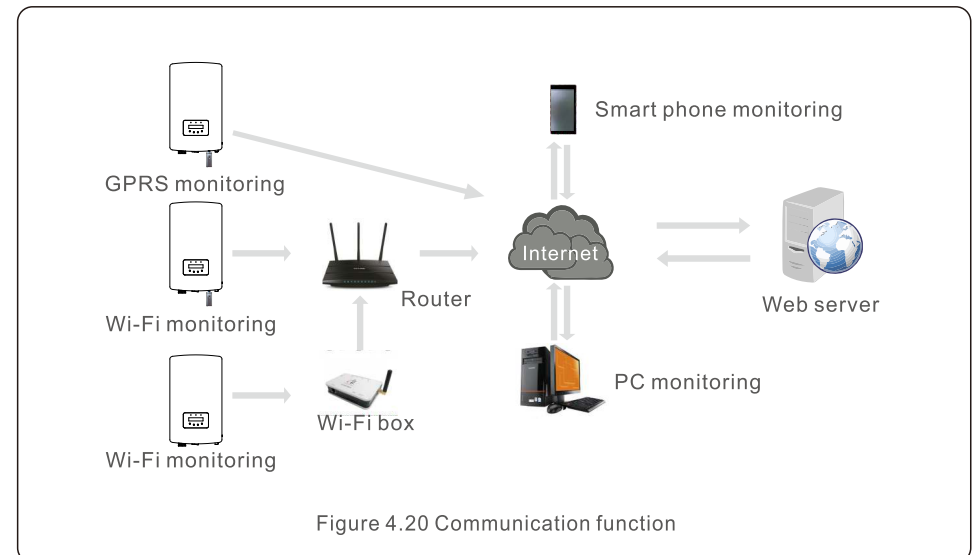 Smart phone monitoring
GPRS monitoring
Internet
Router
Web server
Wi-Fi monitoring
PC monitoring
Wi-Fi box
Wi-Fi monitoring
Figure 4.20 Communication function